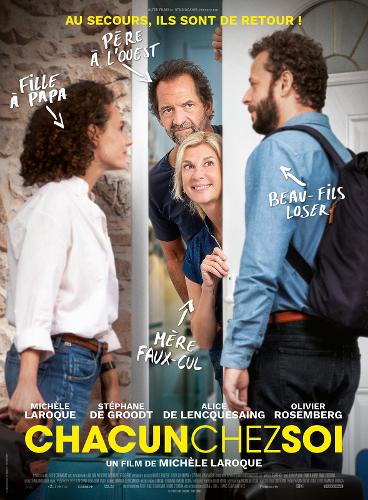 AU SECOURS, ILS SONT DE RETOUR !
PÈRE
À L'OUEST
FILLE
À PAPA
BEAU-FILS
LOSER
MÈRE
FAUX-CUL
MICHÈLE
LAROQUE
STÉPHANE
DE GROODT
ALICE
DE LENCQUESAING
OLIVIER
ROSEMBERG
CHACUNCHEZSOI
UN FILM DE MICHÈLE LAROQUE